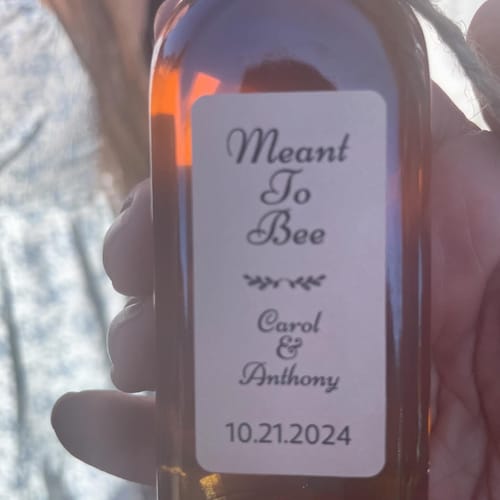 Meant
To
Bee
Carol
&
Anthony
10.21.2024